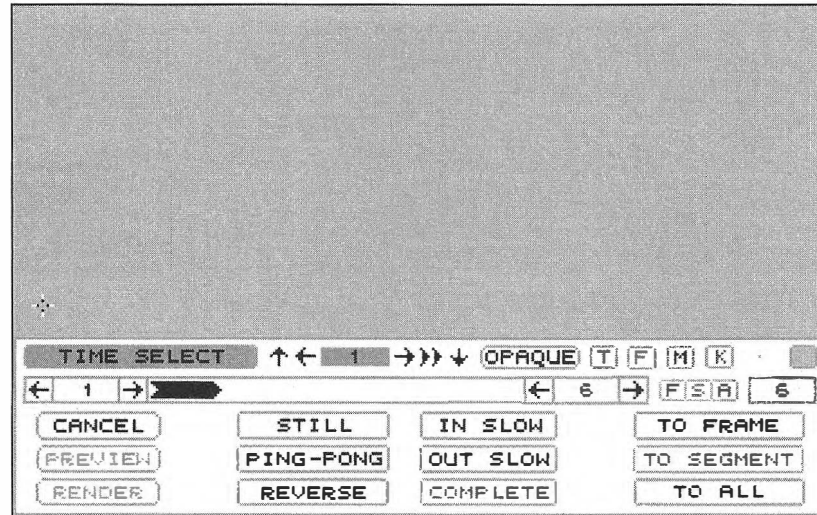 TIME SELECT ↑ ← 1 → ↓ OPAQUE T F M K
← 1 → ← 6 → F S A 6
CANCEL STILL IN SLOW TO FRAME
PREVIEW PING-PONG OUT SLOW TO SEGMENT
RENDER REVERSE COMPLETE TO ALL